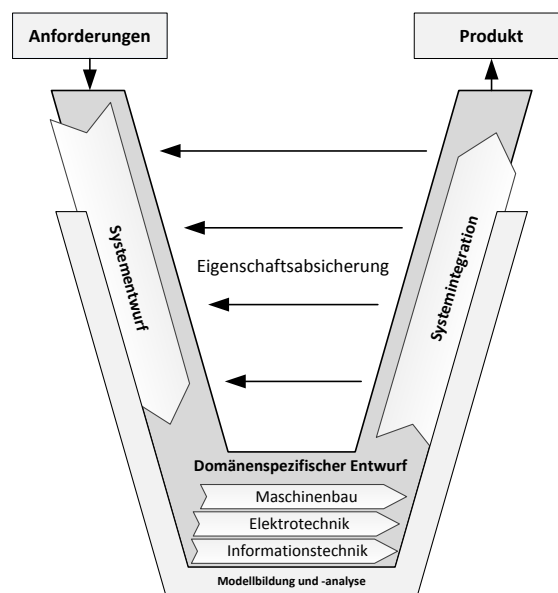 Anforderungen
Produkt
Systementwurf
Eigenschaftsabsicherung
Systemintegration
Domänenspezifischer Entwurf
Maschinenbau
Elektrotechnik
Informationstechnik
Modellbildung und -analyse